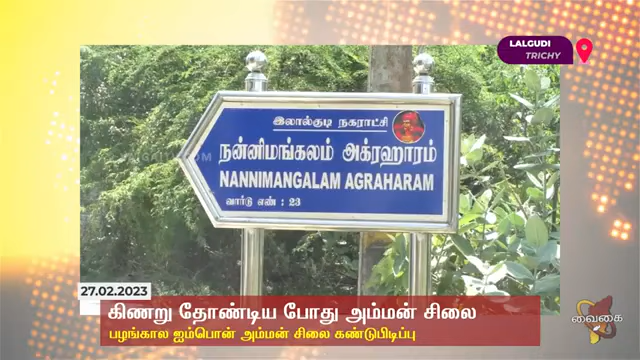 LALGUDI
TRICHY
இலால்குடி நகராட்சி
நன்னிமங்கலம் அக்ரஹாரம்
NANNIMANGALAM AGRAHARAM
வார்டு எண் : 23
27.02.2023
கிணறு தோண்டிய போது அம்மன் சிலை
பழங்கால ஐம்பொன் அம்மன் சிலை கண்டுபிடிப்பு
வைகை